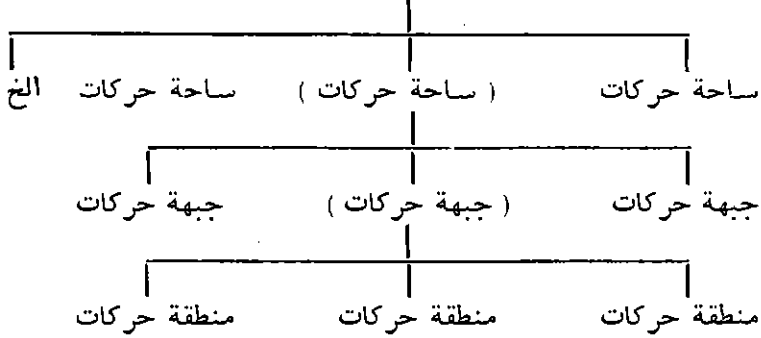 ساحة حركات ( ساحة حركات ) ساحة حركات الخ
جبهة حركات ( جبهة حركات ) جبهة حركات
منطقة حركات منطقة حركات منطقة حركات